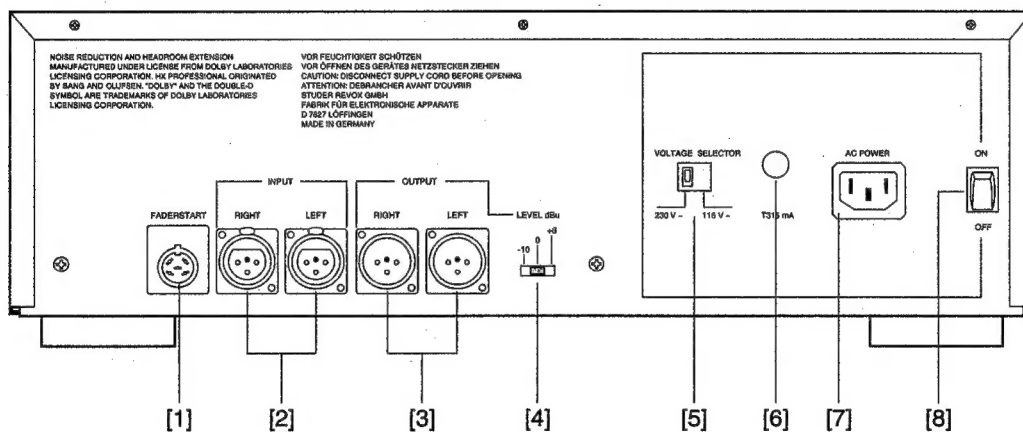 NOISE REDUCTION AND HEADROOM EXTENSION
MANUFACTURED UNDER LICENSE FROM DOLBY LABORATORIES
LICENSING CORPORATION. HX PROFESSIONAL ORIGINATED
BY BANG AND OLUFSEN. "DOLBY" AND THE DOUBLE-D
SYMBOL ARE TRADEMARKS OF DOLBY LABORATORIES
LICENSING CORPORATION.
VOR FEUCHTIGKEIT SCHÜTZEN
VOR ÖFFNEN DES GERÄTES NETZSTECKER ZIEHEN
CAUTION: DISCONNECT SUPPLY CORD BEFORE OPENING
ATTENTION: DEBRANCHER AVANT D'OUVRIR
STUDER REVOX GMBH
FABRIK FÜR ELEKTRONISCHE APPARATE
D 7827 LÖFFINGEN
MADE IN GERMANY
VOLTAGE SELECTOR
AC POWER
ON
INPUT
OUTPUT
FADERSTART
RIGHT
LEFT
RIGHT
LEFT
LEVEL dBu
-10
0
+6
230 V ~
115 V ~
T315 mA
OFF
[1]
[2]
[3]
[4]
[5]
[6]
[7]
[8]